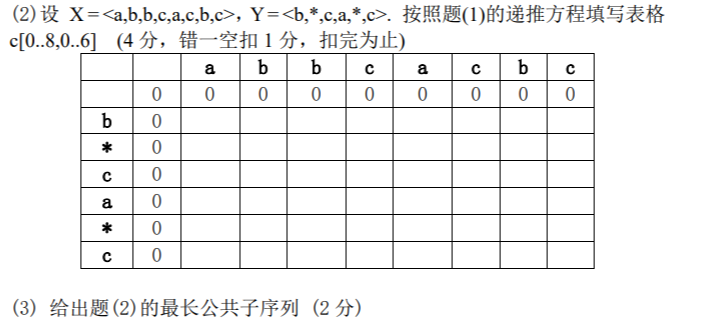 (2)设 X=<a,b,b,c,a,c,b,c>，Y=<b,*,c,a,*,c>. 按照题(1)的递推方程填写表格
c[0..8,0..6] (4 分，错一空扣 1 分，扣完为止)
a b b c a c b c
0 0 0 0 0 0 0 0 0
b 0
* 0
c 0
a 0
* 0
c 0
(3) 给出题(2)的最长公共子序列 (2 分)